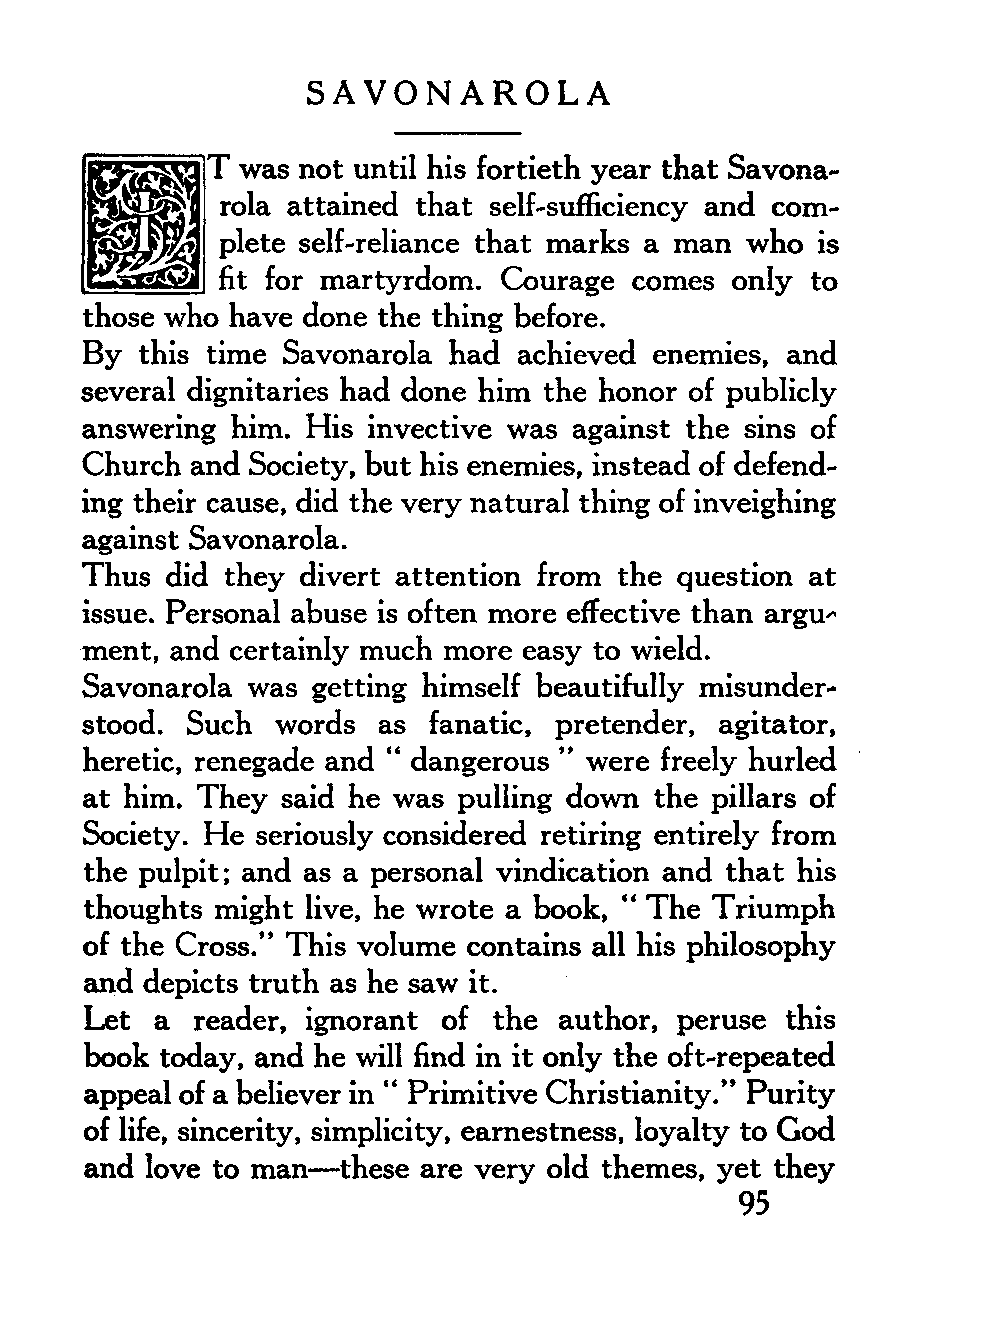 SAVONAROLA
IT was not until his fortieth year that Savona-
rola attained that self-sufficiency and com-
plete self-reliance that marks a man who is
fit for martyrdom. Courage comes only to
those who have done the thing before.
By this time Savonarola had achieved enemies, and
several dignitaries had done him the honor of publicly
answering him. His invective was against the sins of
Church and Society, but his enemies, instead of defend-
ing their cause, did the very natural thing of inveighing
against Savonarola.
Thus did they divert attention from the question at
issue. Personal abuse is often more effective than argu-
ment, and certainly much more easy to wield.
Savonarola was getting himself beautifully misunder-
stood. Such words as fanatic, pretender, agitator,
heretic, renegade and " dangerous " were freely hurled
at him. They said he was pulling down the pillars of
Society. He seriously considered retiring entirely from
the pulpit; and as a personal vindication and that his
thoughts might live, he wrote a book, " The Triumph
of the Cross." This volume contains all his philosophy
and depicts truth as he saw it.
Let a reader, ignorant of the author, peruse this
book today, and he will find in it only the oft-repeated
appeal of a believer in " Primitive Christianity." Purity
of life, sincerity, simplicity, earnestness, loyalty to God
and love to man—these are very old themes, yet they
95